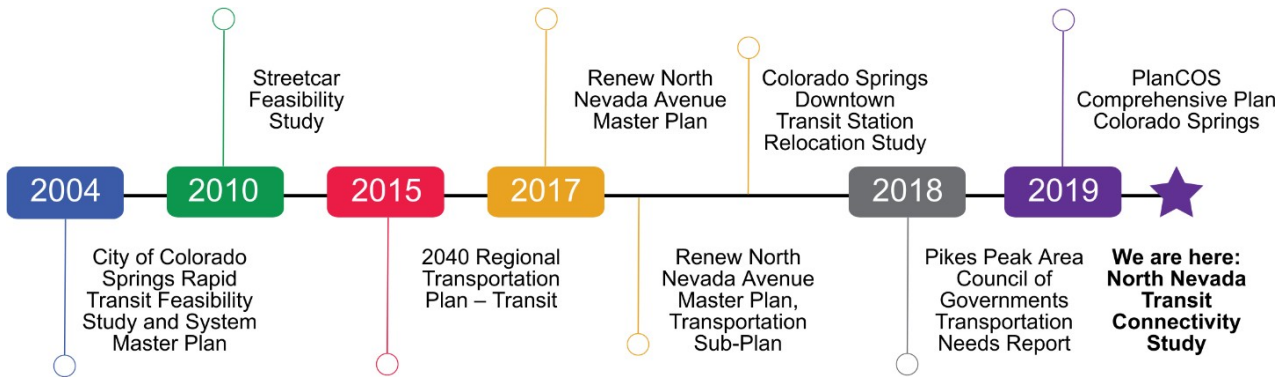 2004
City of Colorado
Springs Rapid
Transit Feasibility
Study and System
Master Plan
2010
Streetcar
Feasibility
Study
2015
2040 Regional
Transportation
Plan – Transit
2017
Renew North
Nevada Avenue
Master Plan
Renew North
Nevada Avenue
Master Plan,
Transportation
Sub-Plan
Colorado Springs
Downtown
Transit Station
Relocation Study
2018
Pikes Peak Area
Council of
Governments
Transportation
Needs Report
2019
PlanCOS
Comprehensive Plan
Colorado Springs
We are here:
North Nevada
Transit
Connectivity
Study